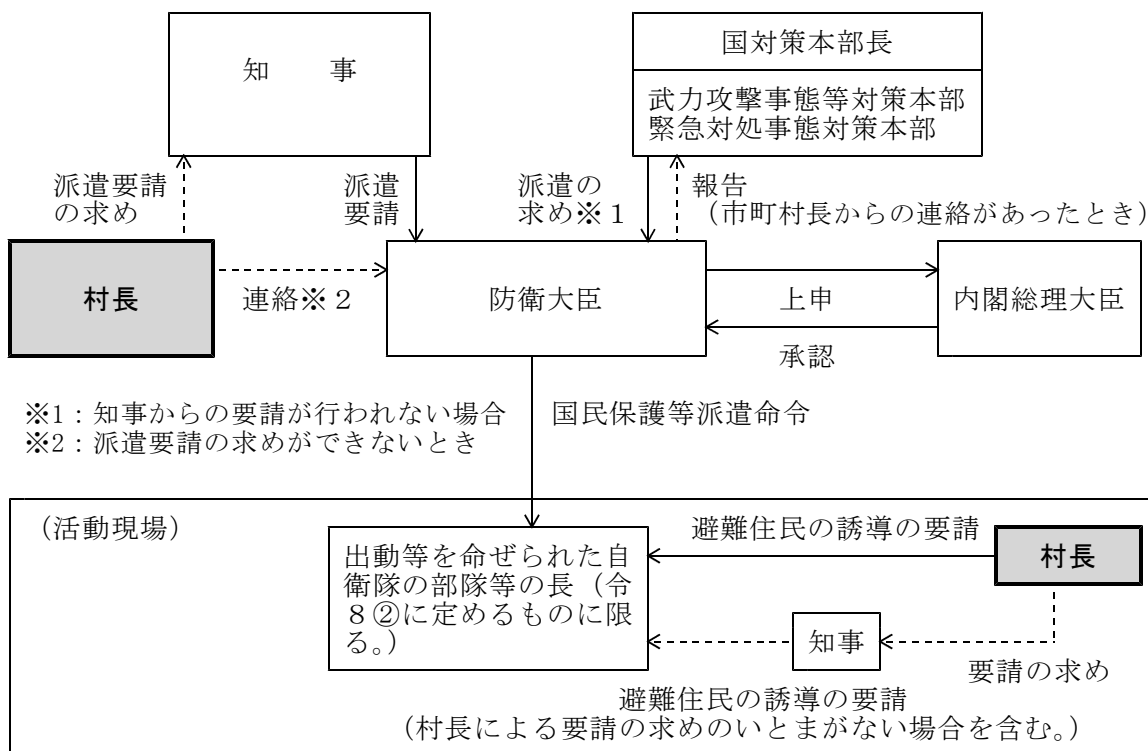 知　　事
国対策本部長
武力攻撃事態等対策本部
緊急対処事態対策本部
派遣要請
の求め
派遣
要請
派遣の
求め※１
報告
（市町村長からの連絡があったとき）
村長
連絡※２
防衛大臣
上申
承認
内閣総理大臣
※1：知事からの要請が行われない場合
※2：派遣要請の求めができないとき
国民保護等派遣命令
（活動現場）
出動等を命ぜられた自
衛隊の部隊等の長（令
８②に定めるものに限
る。）
避難住民の誘導の要請
村長
知事
要請の求め
避難住民の誘導の要請
（村長による要請の求めのいとまがない場合を含む。）